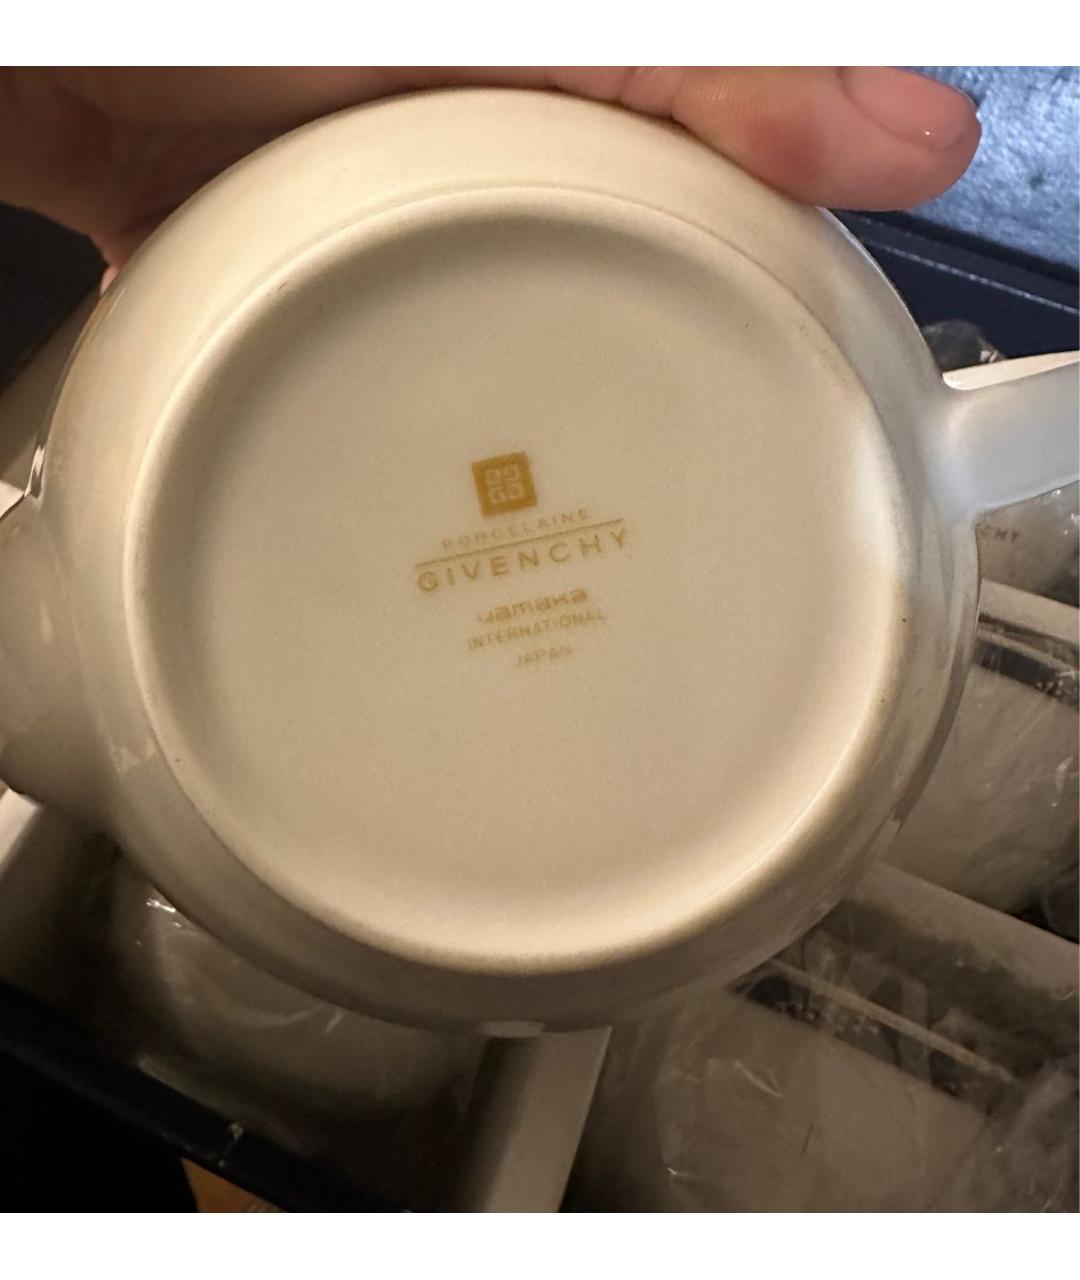 PORCELAINE
GIVENCHY
Yamaka
INTERNATIONAL
JAPAN